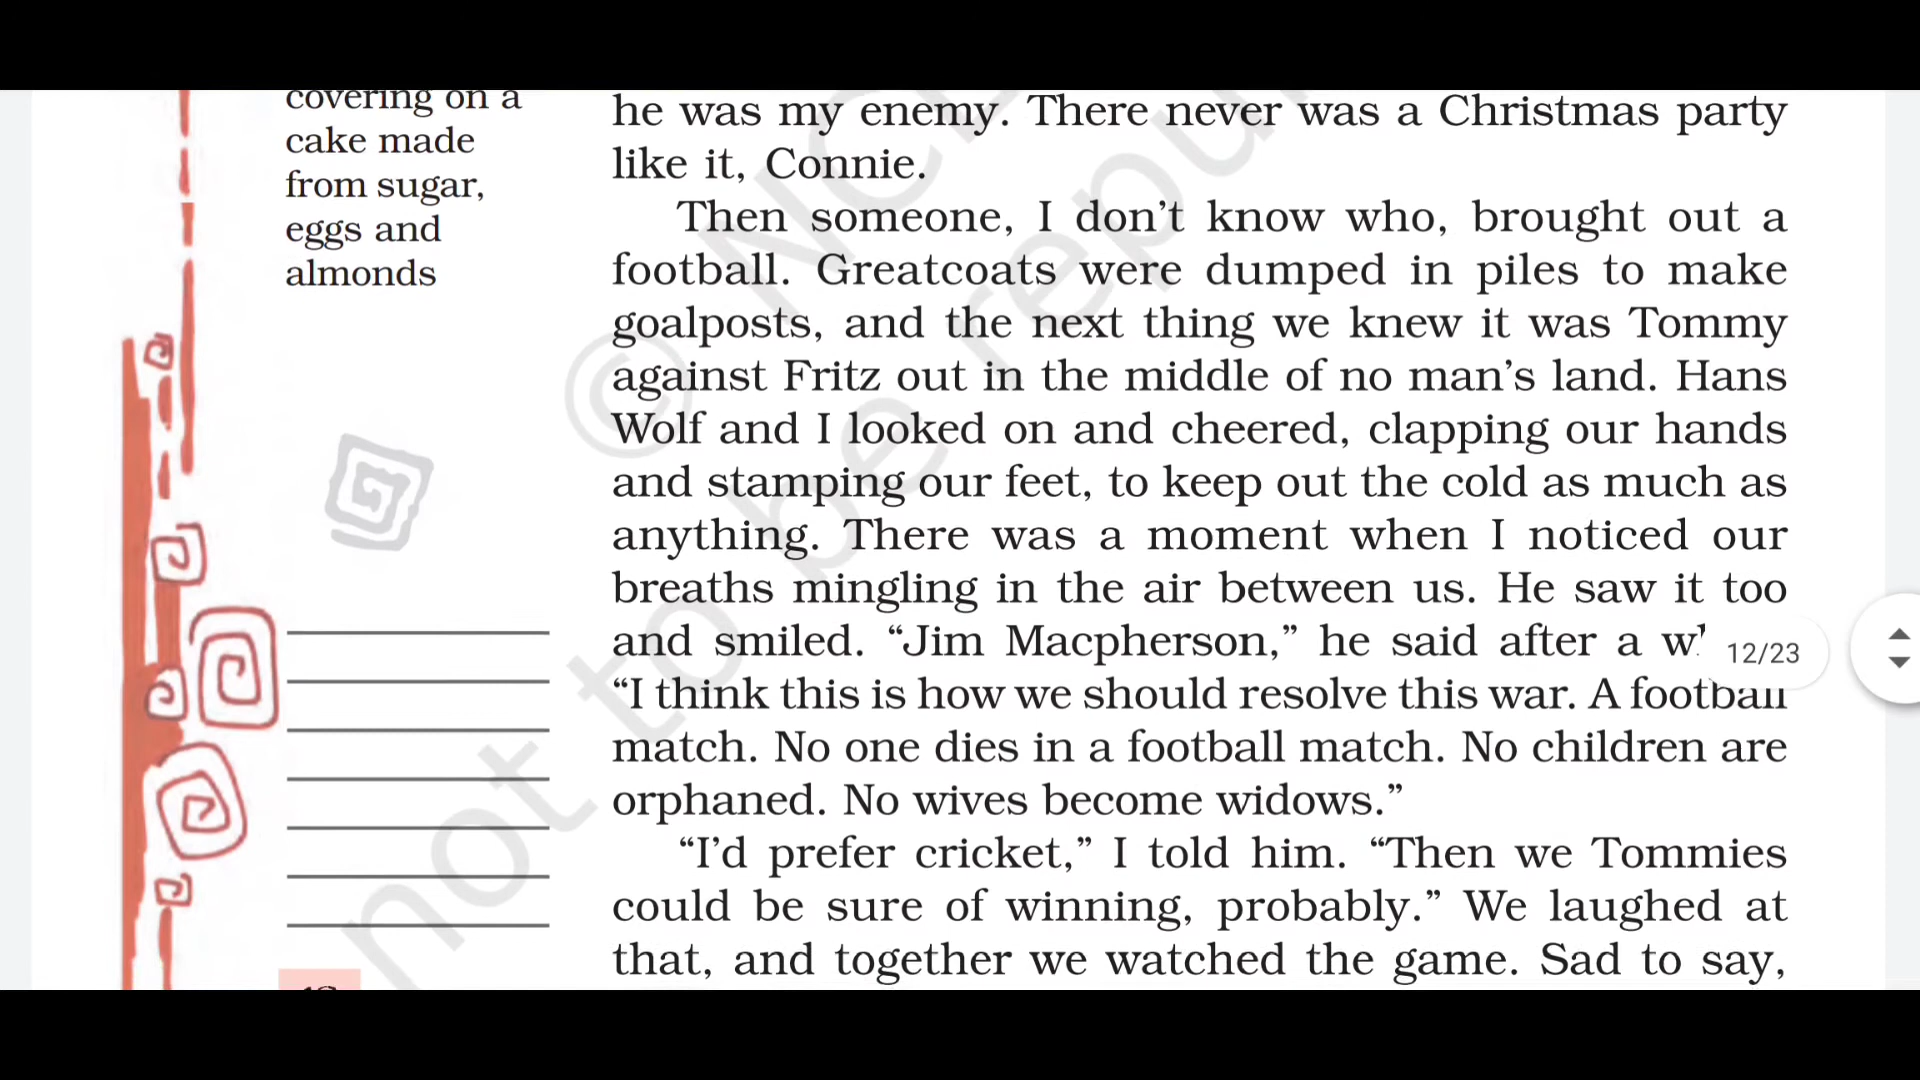 covering on a
cake made
from sugar,
eggs and
almonds
he was my enemy. There never was a Christmas party
like it, Connie.
Then someone, I don’t know who, brought out a
football. Greatcoats were dumped in piles to make
goalposts, and the next thing we knew it was Tommy
against Fritz out in the middle of no man’s land. Hans
Wolf and I looked on and cheered, clapping our hands
and stamping our feet, to keep out the cold as much as
anything. There was a moment when I noticed our
breaths mingling in the air between us. He saw it too
and smiled. “Jim Macpherson,” he said after a
12/23
“I think this is how we should resolve this war. A football
match. No one dies in a football match. No children are
orphaned. No wives become widows.”
“I’d prefer cricket,” I told him. “Then we Tommies
could be sure of winning, probably.” We laughed at
that, and together we watched the game. Sad to say,
not to be